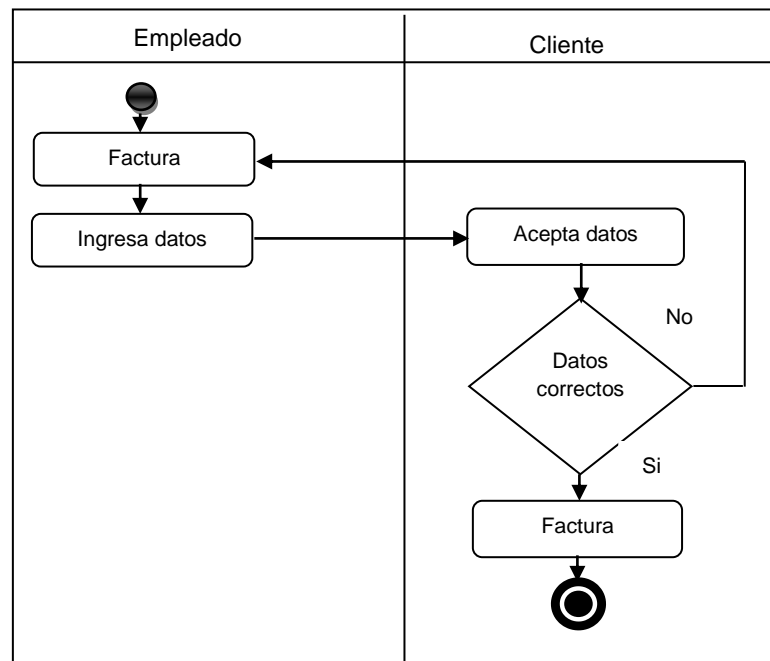 Empleado
Cliente
Factura
Ingresa datos
Acepta datos
No
Datos
correctos
Si
Factura